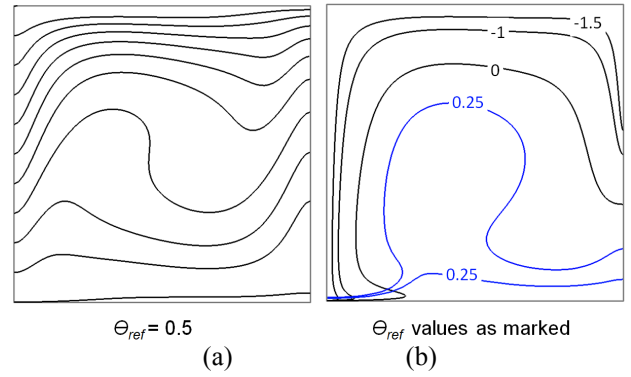 -1.5
-1
0
0.25
0.25
Θref = 0.5
Θref values as marked
(a)
(b)